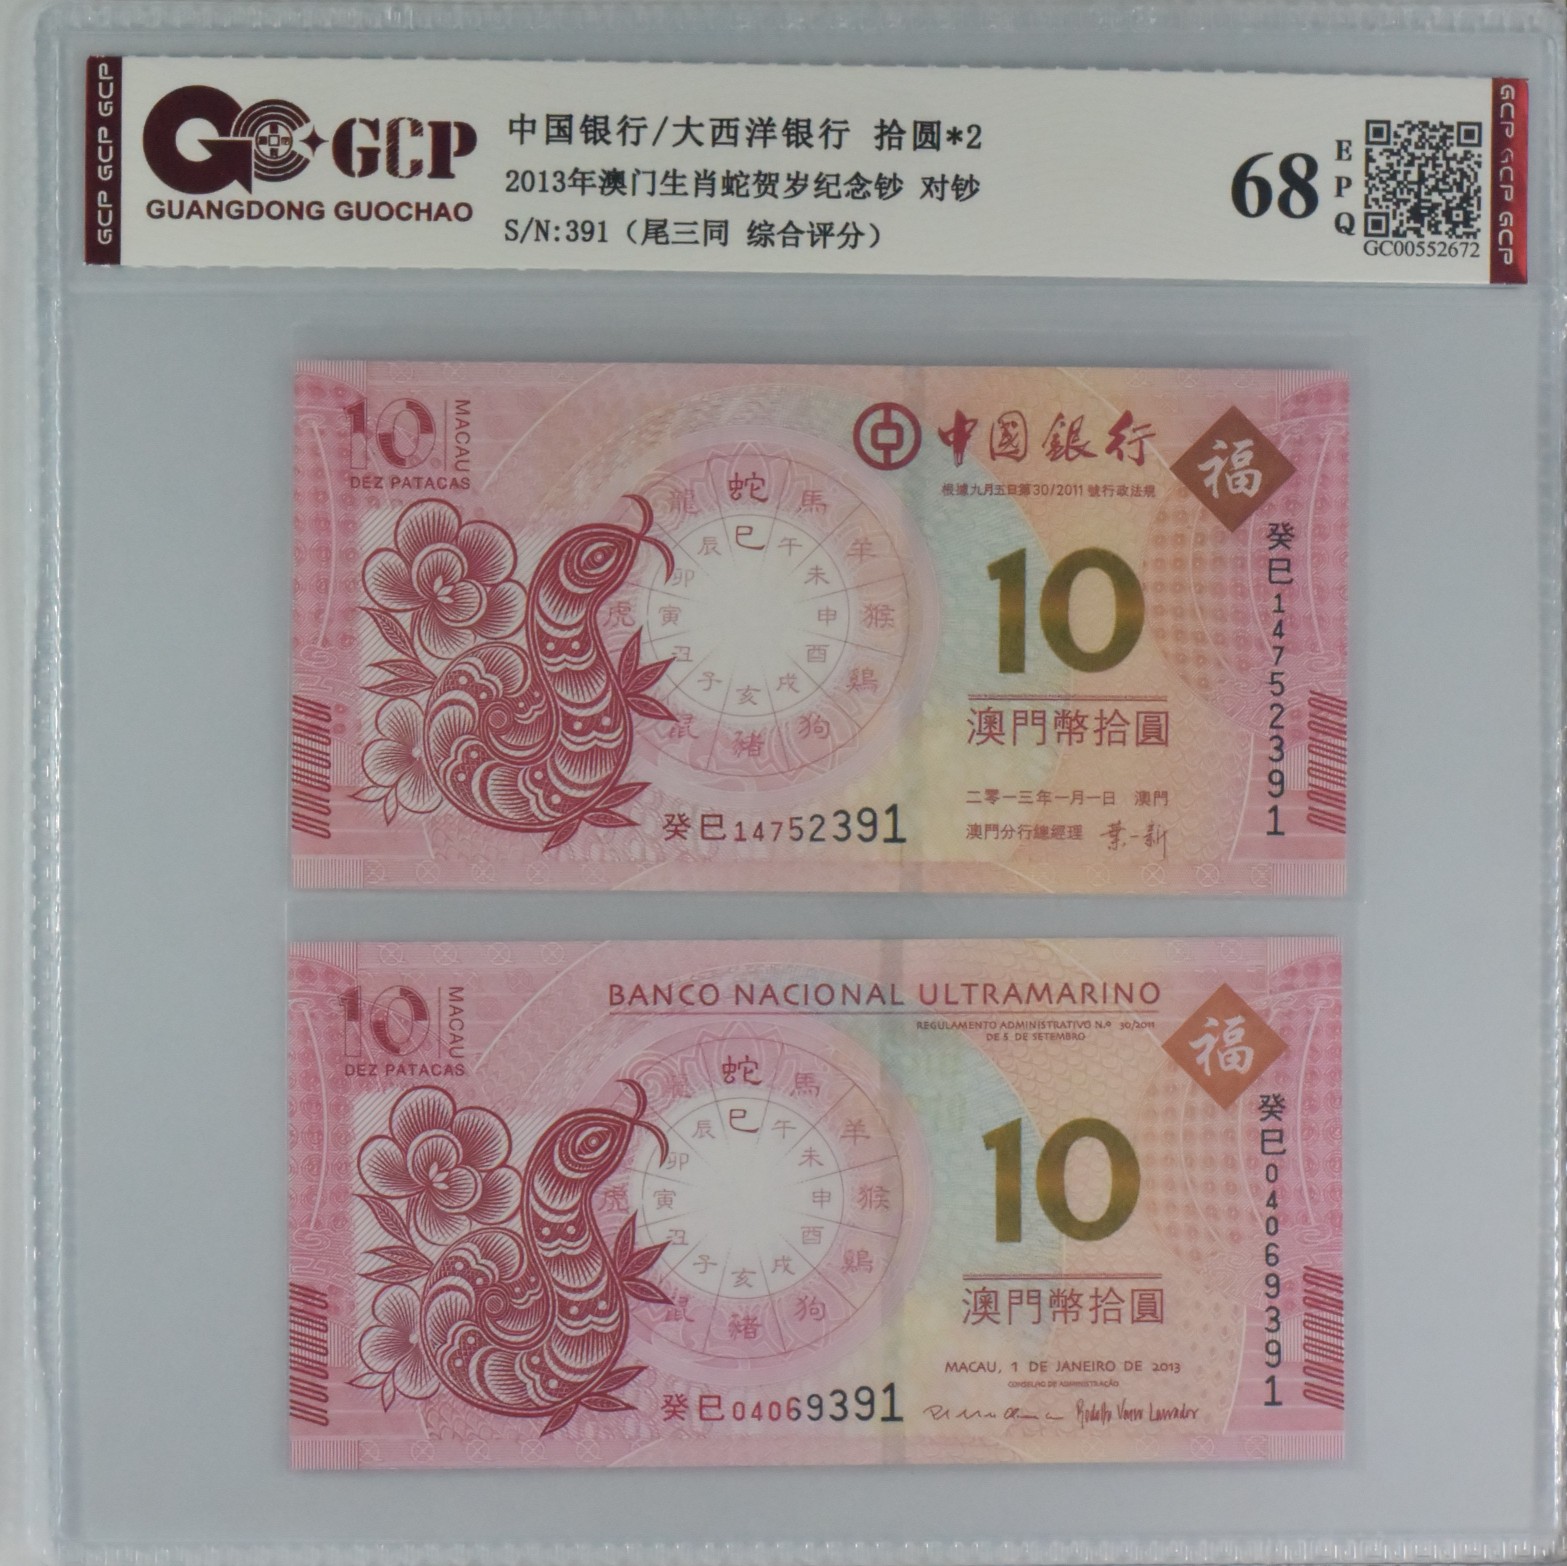 GCP GCP GCP
GC GCP
GUANGDONG GUOCHAO
中国银行/大西洋银行 拾圆*2
2013年澳门生肖蛇贺岁纪念钞 对钞
S/N:391（尾三同 综合评分）
68
EPQ
GC00552672
GCP GCP GCP
10
MACAU
DEZ PATACAS
中國銀行
根據九月五日第30/2011 號行政法規
福
蛇 馬 羊 猴 鷄 狗 豬 鼠 虎 龍
巳 午 未 申 酉 戌 亥 子 丑 寅 卯 辰
10
澳門幣拾圓
二零一三年一月一日 澳門
澳門分行總經理 葉一新
癸巳14752391
癸巳14752391
10
MACAU
DEZ PATACAS
BANCO NACIONAL ULTRAMARINO
REGULAMENTO ADMINISTRATIVO N.º 30/2011
DE 5 DE SETEMBRO
福
蛇 馬 羊 猴 鷄 狗 豬 鼠 虎 龍
巳 午 未 申 酉 戌 亥 子 丑 寅 卯 辰
10
澳門幣拾圓
MACAU, 1 DE JANEIRO DE 2013
CONSELHO DE ADMINISTRAÇÃO
癸巳04069391
癸巳04069391